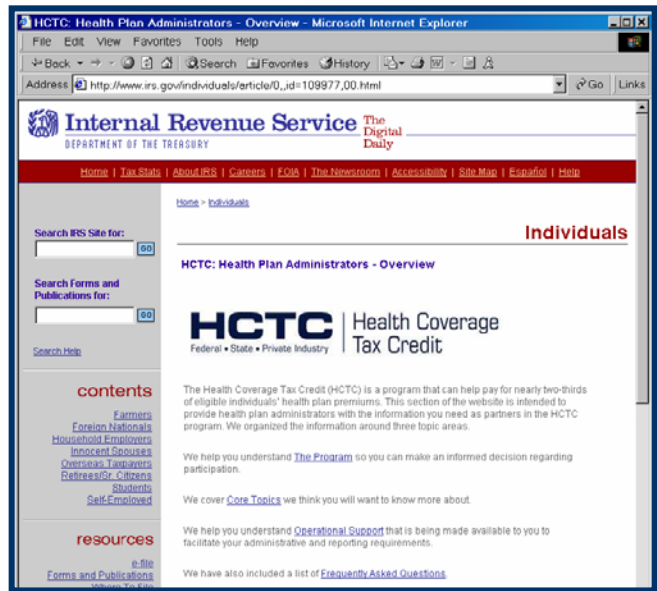 HCTC: Health Plan Administrators - Overview - Microsoft Internet Explorer
File Edit View Favorites Tools Help
Back Search Favorites History
Address http://www.irs.gov/individuals/article/0,,id=109977,00.html Go Links
Internal Revenue Service The Digital Daily
DEPARTMENT OF THE TREASURY
Home | Tax Stats | About IRS | Careers | FOIA | The Newsroom | Accessibility | Site Map | Español | Help
Home > Individuals
Search IRS Site for:
GO
Search Forms and
Publications for:
GO
Search Help
contents
Farmers
Foreign Nationals
Household Employers
Innocent Spouses
Overseas Taxpayers
Retirees/Sr. Citizens
Students
Self-Employed
resources
e-file
Forms and Publications
Where To File
Individuals
HCTC: Health Plan Administrators - Overview
HCTC Health Coverage
Federal • State • Private Industry Tax Credit
The Health Coverage Tax Credit (HCTC) is a program that can help pay for nearly two-thirds
of eligible individuals' health plan premiums. This section of the website is intended to
provide health plan administrators with the information you need as partners in the HCTC
program. We organized the information around three topic areas.
We help you understand The Program so you can make an informed decision regarding
participation.
We cover Core Topics we think you will want to know more about.
We help you understand Operational Support that is being made available to you to
facilitate your administrative and reporting requirements.
We have also included a list of Frequently Asked Questions.